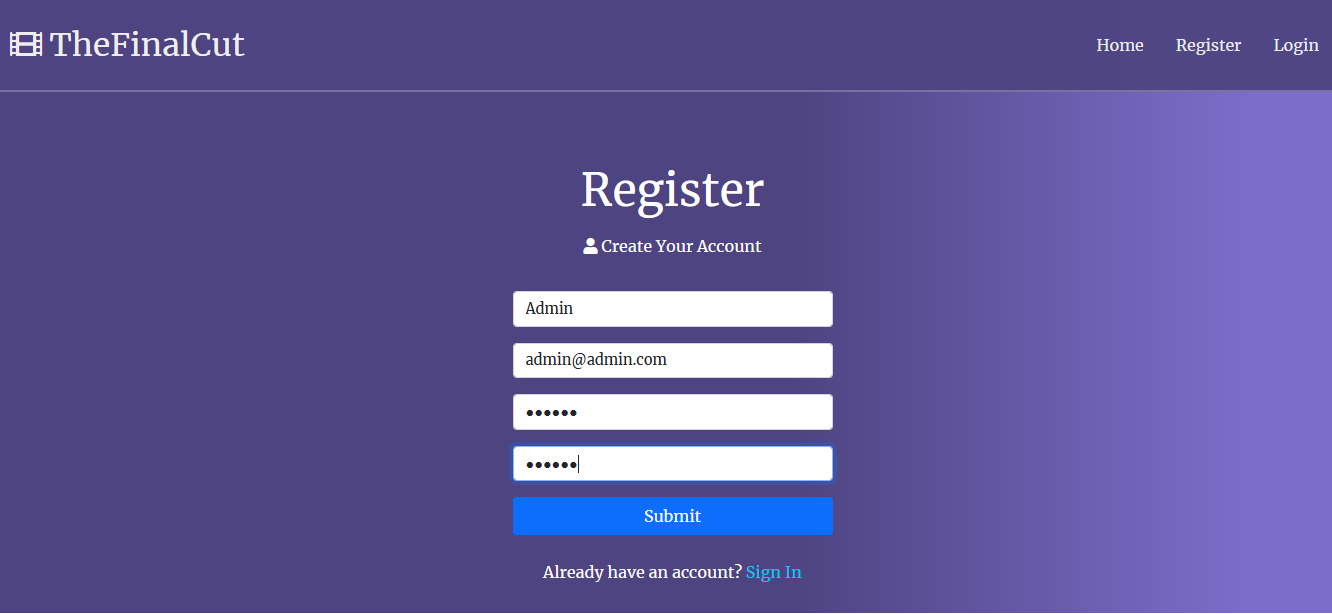 TheFinalCut
Home Register Login
Register
Create Your Account
Admin
admin@admin.com
••••••
••••••
Submit
Already have an account? Sign In